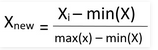 Xnew = Xi – min(X)
max(x) – min(X)